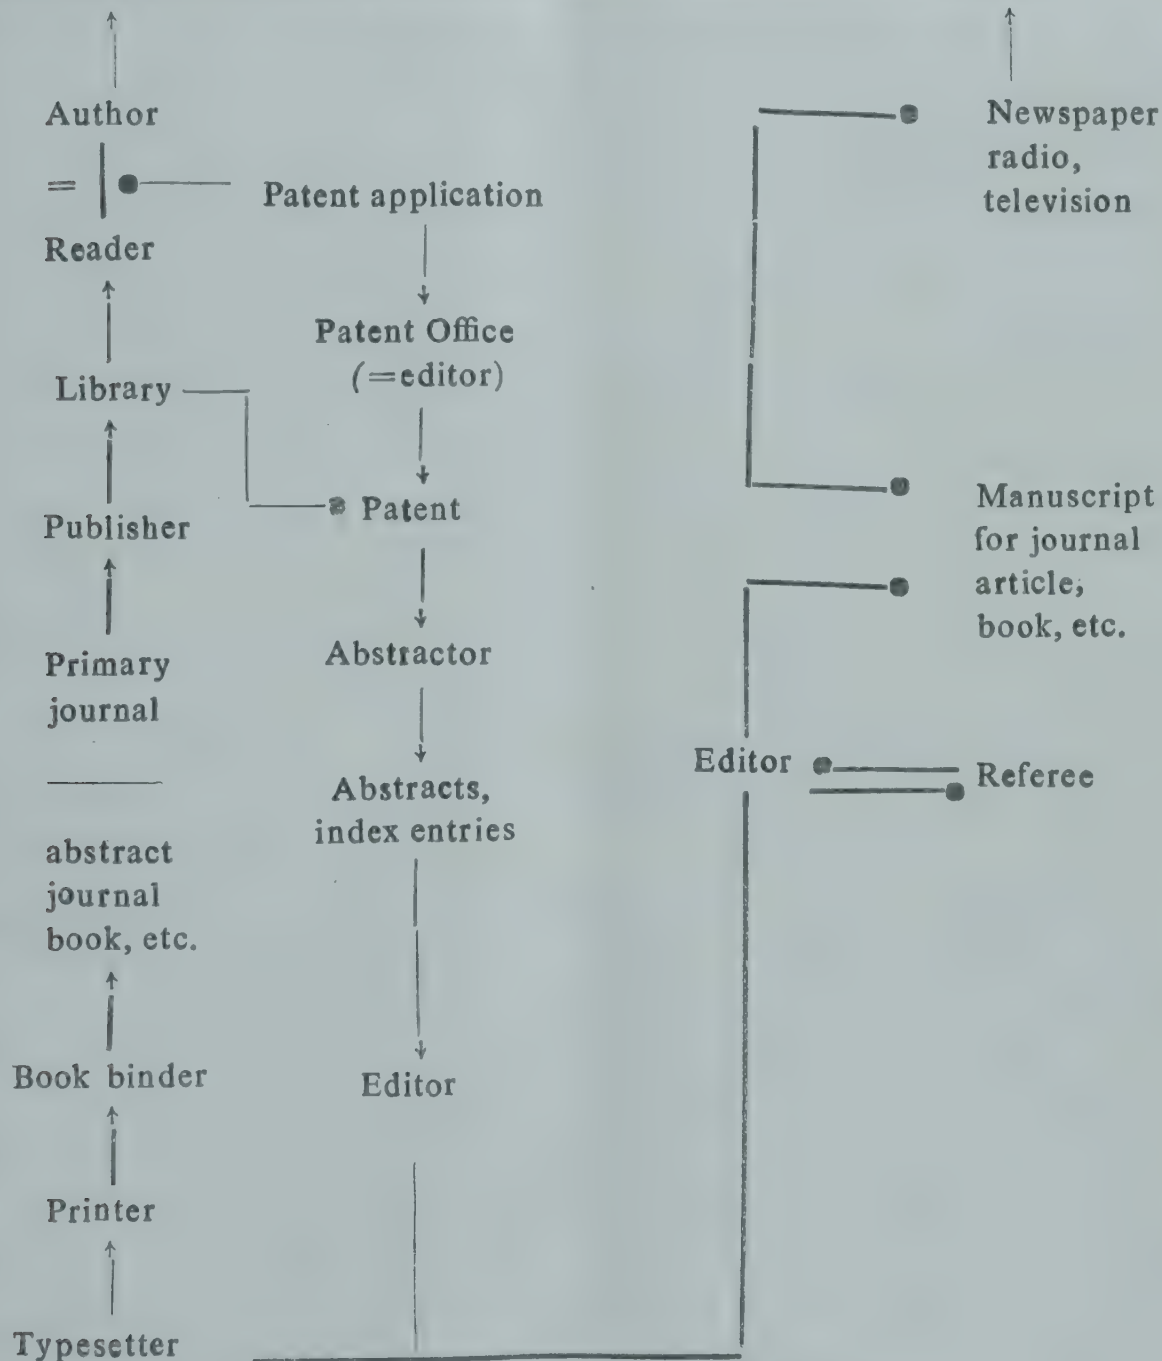 Author
=
Reader
Library
Publisher
Primary
journal
abstract
journal
book, etc.
Book binder
Printer
Typesetter
Patent application
Patent Office
(=editor)
Patent
Abstractor
Abstracts,
index entries
Editor
Editor
Newspaper
radio,
television
Manuscript
for journal
article,
book, etc.
Referee